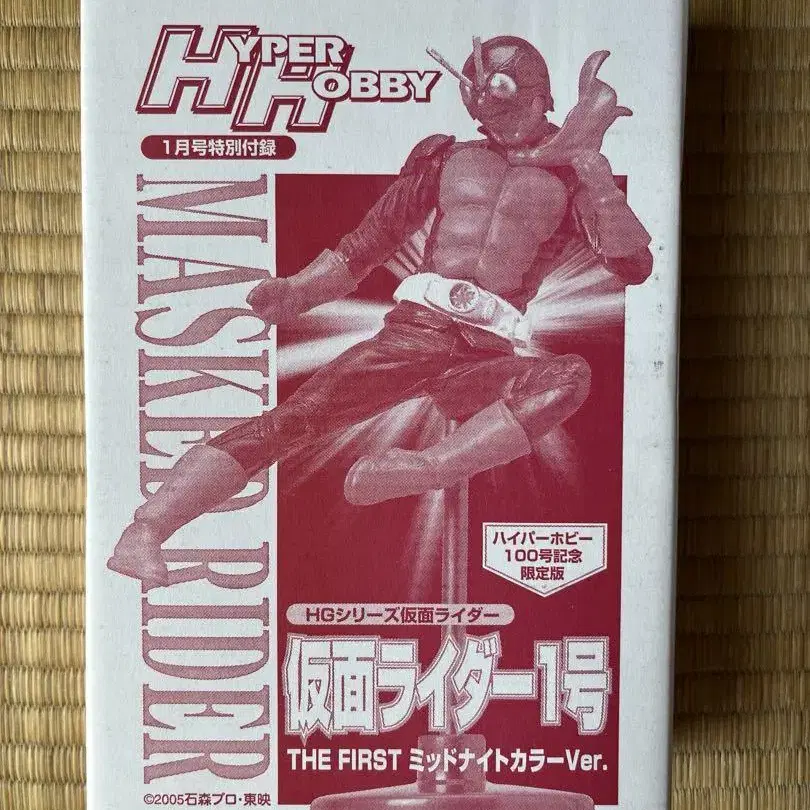 HYPER
HOBBY
1月号特別付録
MASKED RIDER
ハイパーホビー
100号記念
限定版
HGシリーズ仮面ライダー
仮面ライダー1号
THE FIRST ミッドナイトカラーVer.
©2005石森プロ・東映